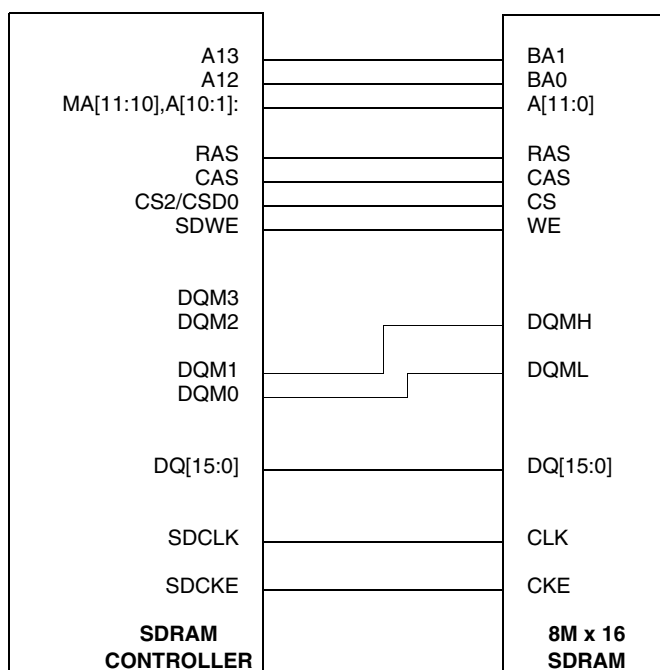 A13 BA1
A12 BA0
MA[11:10],A[10:1]: A[11:0]
RAS RAS
CAS CAS
CS2/CSD0 CS
SDWE WE
DQM3
DQM2 DQMH
DQM1 DQML
DQM0
DQ[15:0] DQ[15:0]
SDCLK CLK
SDCKE CKE
SDRAM 8M x 16
CONTROLLER SDRAM